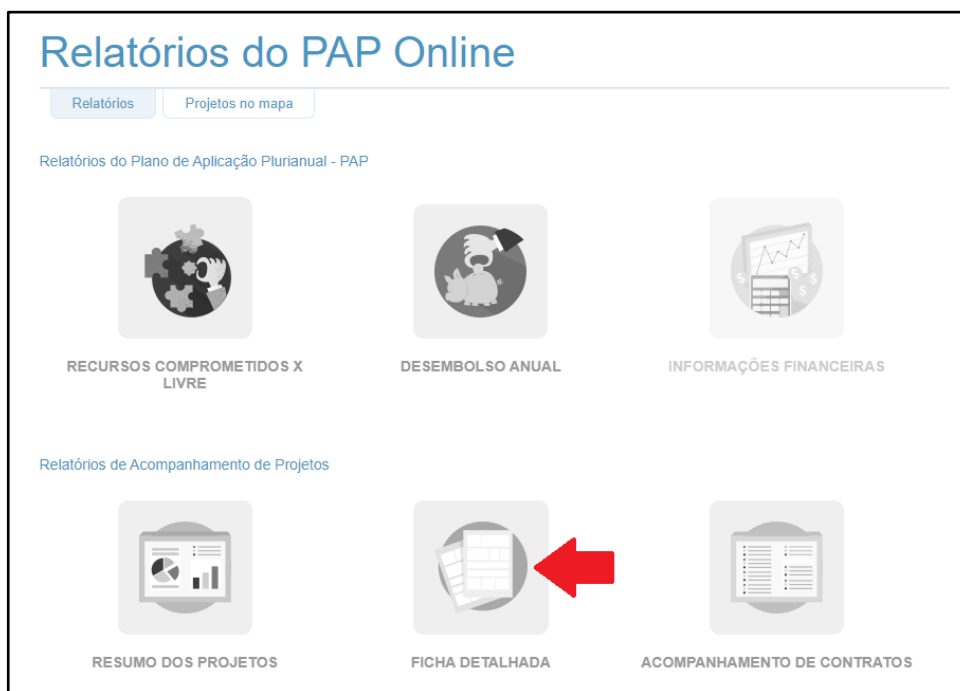 Relatórios do PAP Online
Relatórios
Projetos no mapa
Relatórios do Plano de Aplicação Plurianual - PAP
RECURSOS COMPROMETIDOS X
LIVRE
DESEMBOLSO ANUAL
INFORMAÇÕES FINANCEIRAS
Relatórios de Acompanhamento de Projetos
RESUMO DOS PROJETOS
FICHA DETALHADA
ACOMPANHAMENTO DE CONTRATOS